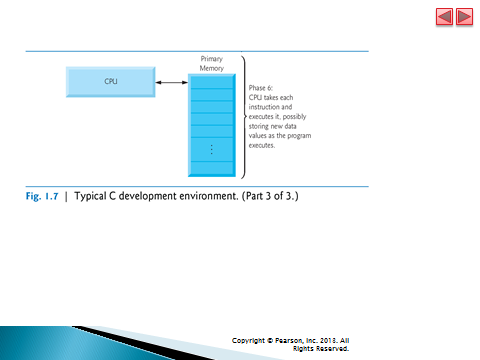 Primary
Memory
CPU
Phase 6:
CPU takes each
instruction and
executes it, possibly
storing new data
values as the program
executes.
Fig. 1.7 | Typical C development environment. (Part 3 of 3.)
Copyright © Pearson, Inc. 2013. All
Rights Reserved.